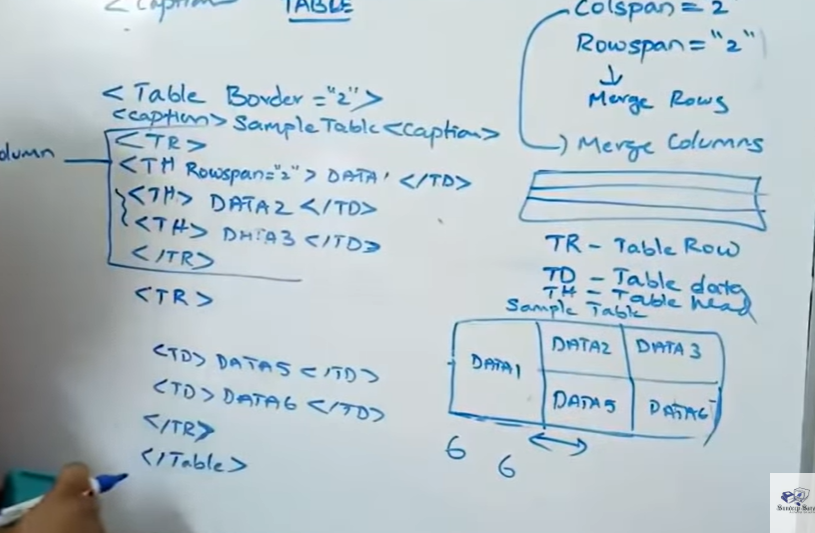 <Caption TABLE
Colspan = 2
Rowspan = "2"
↓
Merge Rows
Merge Columns
<Table Border = "2">
<caption> Sample Table <caption>
<TR>
<TH Rowspan="2"> DATA1 </TD>
<TH> DATA2 </TD>
<TH> DATA3 </TD>
</TR>
<TR>
<TD> DATA5 </TD>
<TD> DATA6 </TD>
</TR>
</Table>
TR - Table Row
TD - Table data
TH - Table head
Sample Table
DATA1 DATA2 DATA3
DATA5 DATA6
6 6